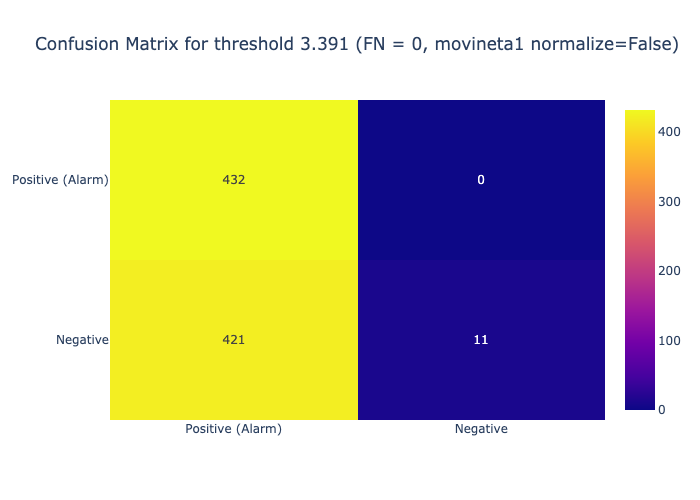 Confusion Matrix for threshold 3.391 (FN = 0, movineta1 normalize=False)
Positive (Alarm)
432
0
Negative
421
11
Positive (Alarm)
Negative
400
300
200
100
0